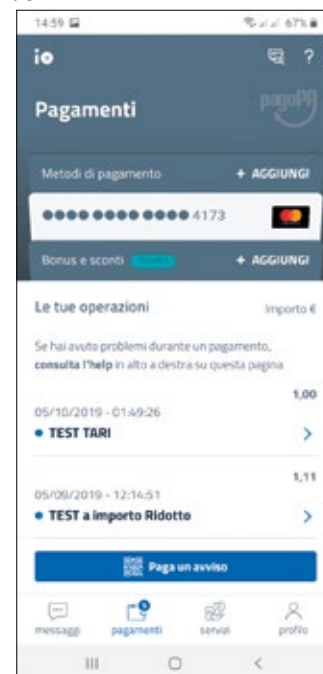 14:59 67%
io ?
Pagamenti
pagoPA
Metodi di pagamento + AGGIUNGI
●●●● ●●●● ●●●● 4173
Bonus e sconti + AGGIUNGI
Le tue operazioni Importo €
Se hai avuto problemi durante un pagamento,
consulta l'help in alto a destra su questa pagina
1,00
05/10/2019 - 01:49:26
• TEST TARI
1,11
05/09/2019 - 12:14:51
• TEST a importo Ridotto
Paga un avviso
messaggi pagamenti servizi profilo